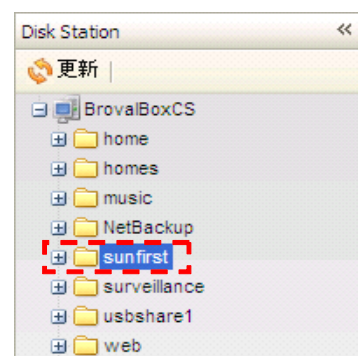 Disk Station
更新
BrovalBoxCS
home
homes
music
NetBackup
sunfirst
surveillance
usbshare1
web